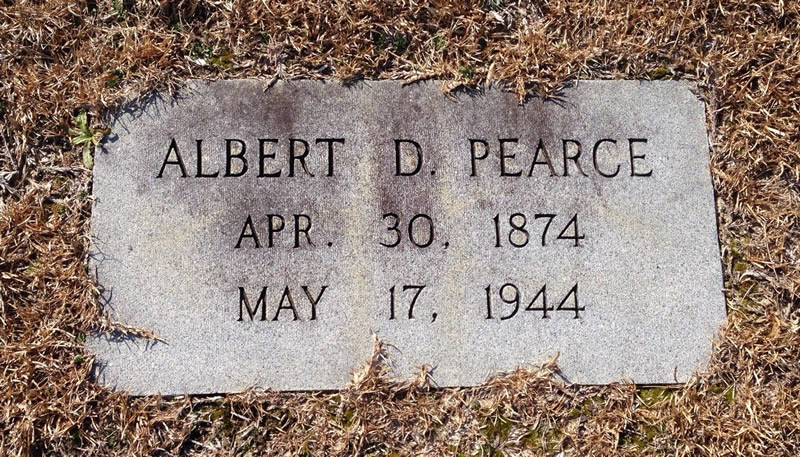 ALBERT D. PEARCE
APR. 30, 1874
MAY 17, 1944